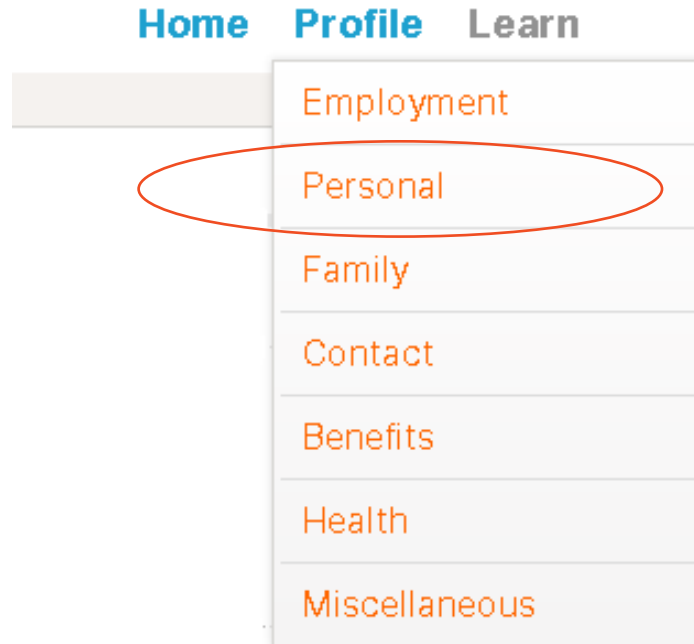 Home Profile Learn
Employment
Personal
Family
Contact
Benefits
Health
Miscellaneous